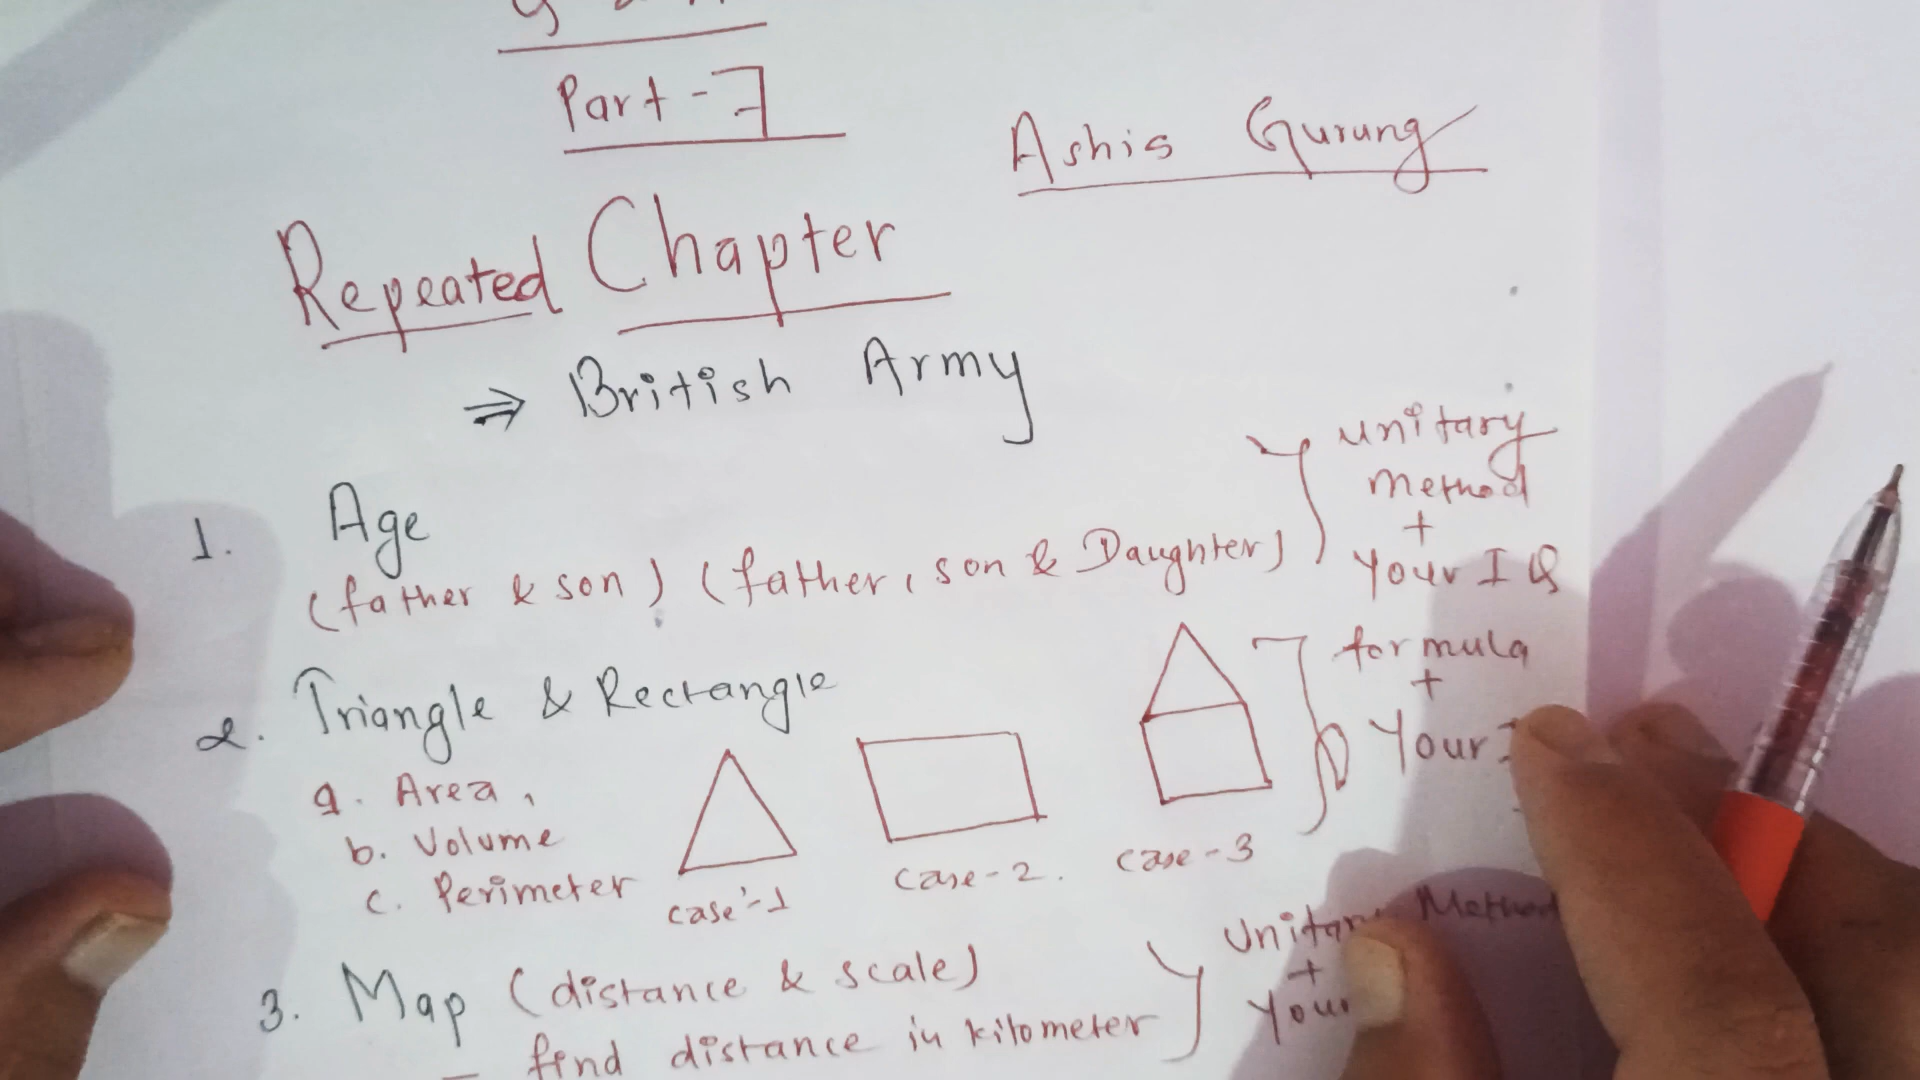 Part-7
Ashis Gurung
Repeated Chapter
⇒ British Army
1. Age
(father & son) (father, son & Daughter)
unitary
Method
+
Your IQ
2. Triangle & Rectangle
a. Area,
b. Volume
c. Perimeter
case-1
case-2.
case-3
formula
+
Your
3. Map (distance & scale)
- find distance in kilometer
Method
+
Your